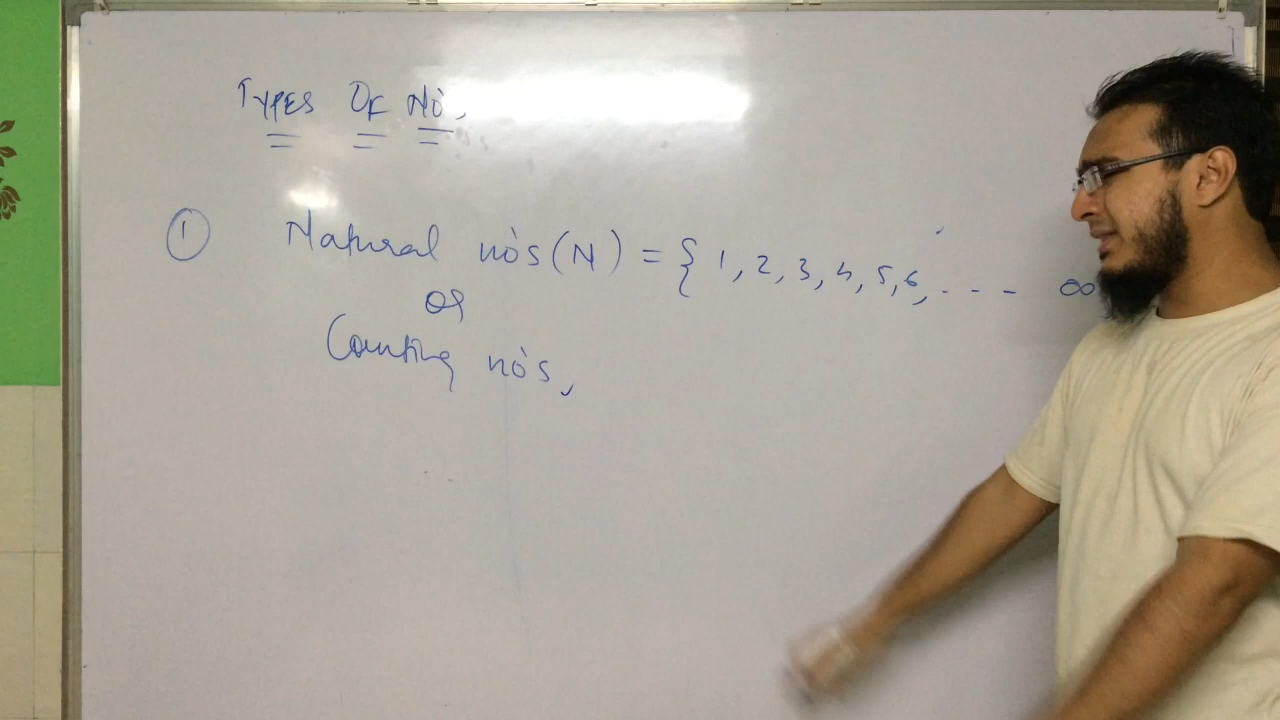 TYPES OF NO.
① Natural no's (N) = { 1, 2, 3, 4, 5, 6, - - - ∞
or
Counting no's,